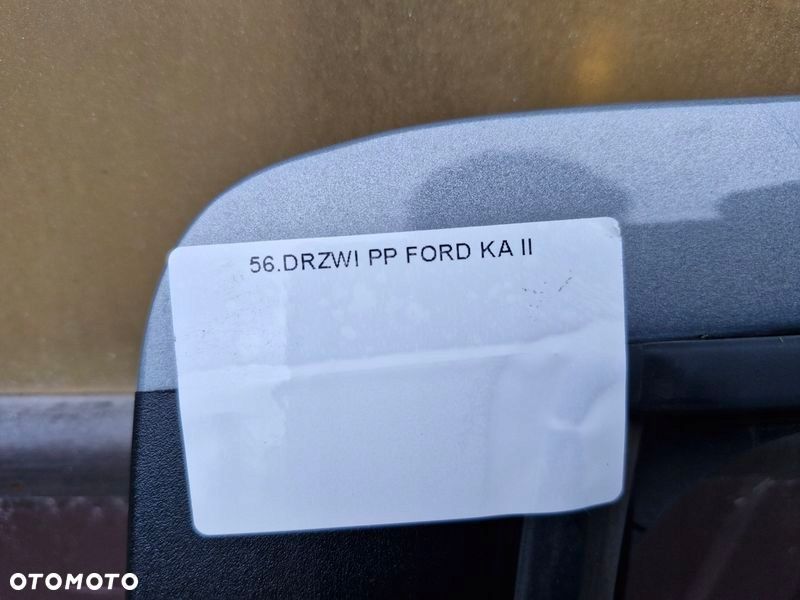 56.DRZWI PP FORD KA II
OTOMOTO